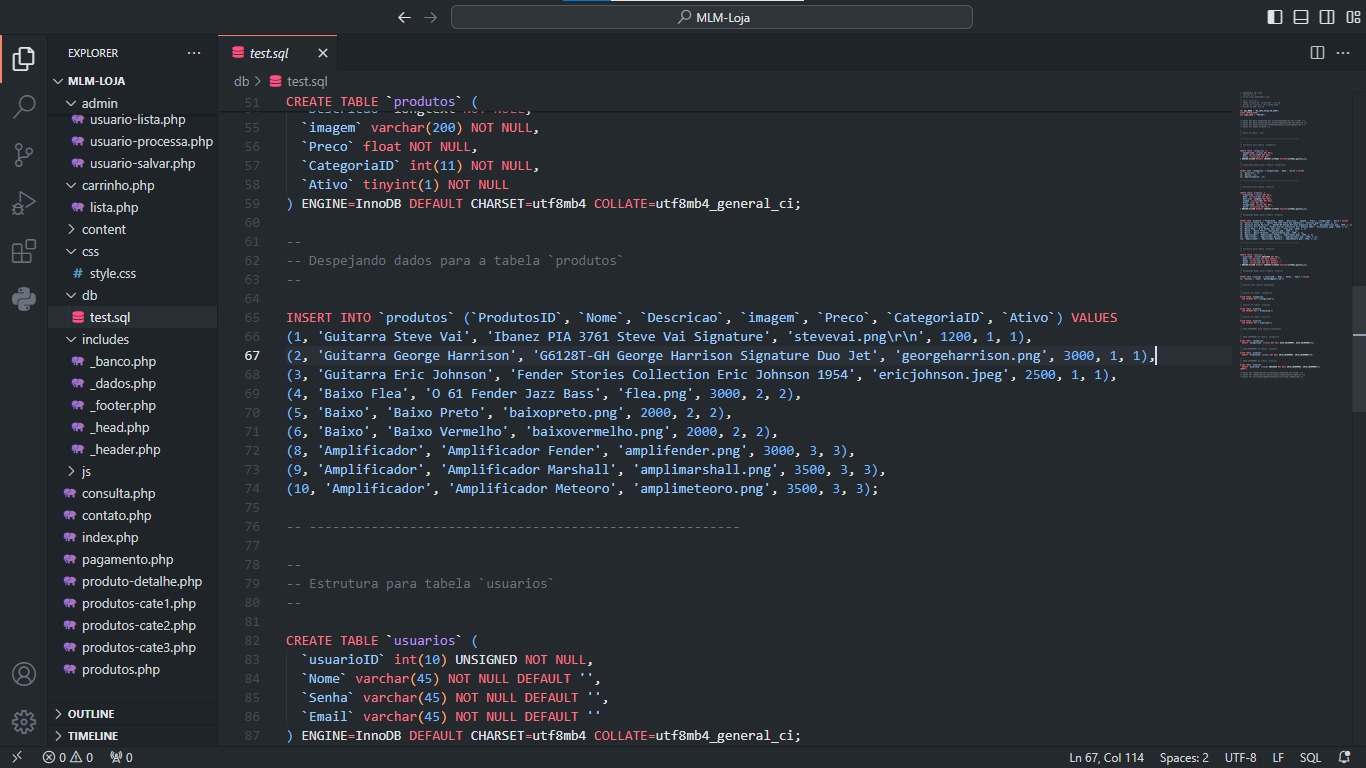 MLM-Loja
EXPLORER
MLM-LOJA
admin
usuario-lista.php
usuario-processa.php
usuario-salvar.php
carrinho.php
lista.php
content
css
style.css
db
test.sql
includes
_banco.php
_dados.php
_footer.php
_head.php
_header.php
js
consulta.php
contato.php
index.php
pagamento.php
produto-detalhe.php
produtos-cate1.php
produtos-cate2.php
produtos-cate3.php
produtos.php
OUTLINE
TIMELINE
test.sql
db > test.sql
51 CREATE TABLE `produtos` (
`Descricao` longtext NOT NULL,
55 `imagem` varchar(200) NOT NULL,
56 `Preco` float NOT NULL,
57 `CategoriaID` int(11) NOT NULL,
58 `Ativo` tinyint(1) NOT NULL
59 ) ENGINE=InnoDB DEFAULT CHARSET=utf8mb4 COLLATE=utf8mb4_general_ci;
60
61 --
62 -- Despejando dados para a tabela `produtos`
63 --
64
65 INSERT INTO `produtos` (`ProdutosID`, `Nome`, `Descricao`, `imagem`, `Preco`, `CategoriaID`, `Ativo`) VALUES
66 (1, 'Guitarra Steve Vai', 'Ibanez PIA 3761 Steve Vai Signature', 'stevevai.png\r\n', 1200, 1, 1),
67 (2, 'Guitarra George Harrison', 'G6128T-GH George Harrison Signature Duo Jet', 'georgeharrison.png', 3000, 1, 1),
68 (3, 'Guitarra Eric Johnson', 'Fender Stories Collection Eric Johnson 1954', 'ericjohnson.jpeg', 2500, 1, 1),
69 (4, 'Baixo Flea', 'O 61 Fender Jazz Bass', 'flea.png', 3000, 2, 2),
70 (5, 'Baixo', 'Baixo Preto', 'baixopreto.png', 2000, 2, 2),
71 (6, 'Baixo', 'Baixo Vermelho', 'baixovermelho.png', 2000, 2, 2),
72 (8, 'Amplificador', 'Amplificador Fender', 'amplifender.png', 3000, 3, 3),
73 (9, 'Amplificador', 'Amplificador Marshall', 'amplimarshall.png', 3500, 3, 3),
74 (10, 'Amplificador', 'Amplificador Meteoro', 'amplimeteoro.png', 3500, 3, 3);
75
76 -- --------------------------------------------------------
77
78 --
79 -- Estrutura para tabela `usuarios`
80 --
81
82 CREATE TABLE `usuarios` (
83 `usuarioID` int(10) UNSIGNED NOT NULL,
84 `Nome` varchar(45) NOT NULL DEFAULT '',
85 `Senha` varchar(45) NOT NULL DEFAULT '',
86 `Email` varchar(45) NOT NULL DEFAULT ''
87 ) ENGINE=InnoDB DEFAULT CHARSET=utf8mb4 COLLATE=utf8mb4_general_ci;
0 0 0 Ln 67, Col 114 Spaces: 2 UTF-8 LF SQL